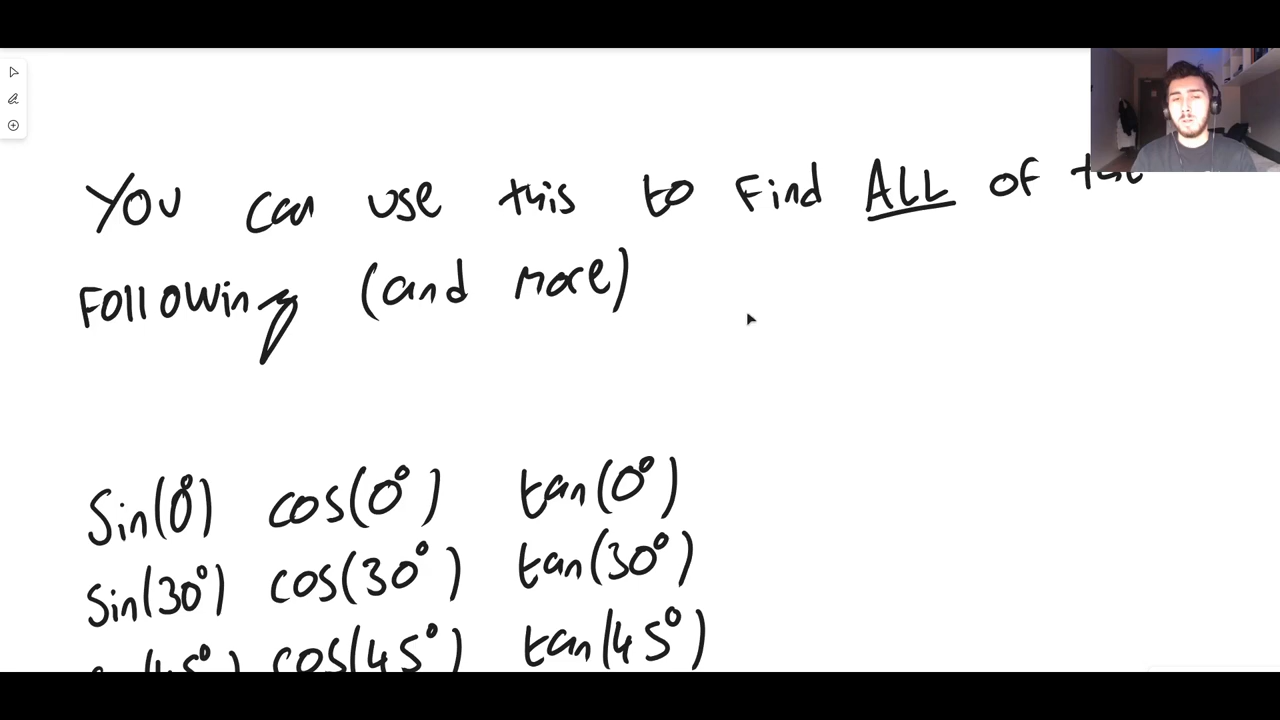 You can use this to Find ALL of
Following (and more)
Sin(0°) cos(0°) tan(0°)
Sin(30°) cos(30°) tan(30°)
cos(45°) tan(45°)